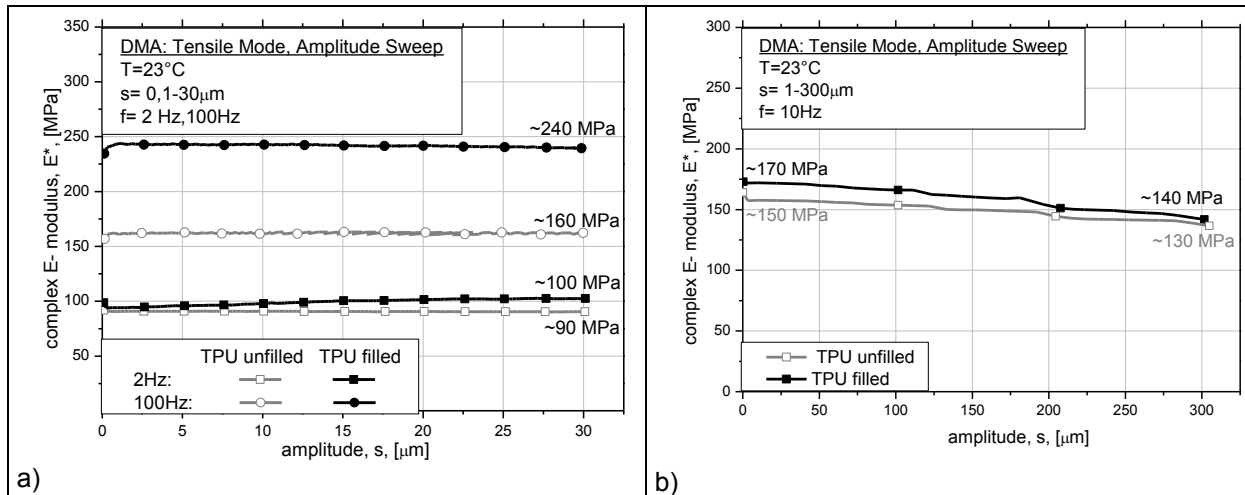 350
300
250
200
150
100
50
complex E- modulus, E*, [MPa]
DMA: Tensile Mode, Amplitude Sweep
T=23°C
s= 0,1-30μm
f= 2 Hz,100Hz
~240 MPa
~160 MPa
~100 MPa
~90 MPa
TPU unfilled TPU filled
2Hz:
100Hz:
0 5 10 15 20 25 30
amplitude, s, [μm]
a)
300
250
200
150
100
50
0
complex E- modulus, E*, [MPa]
DMA: Tensile Mode, Amplitude Sweep
T=23°C
s= 1-300μm
f= 10Hz
~170 MPa
~150 MPa
~140 MPa
~130 MPa
TPU unfilled
TPU filled
0 50 100 150 200 250 300
amplitude, s, [μm]
b)